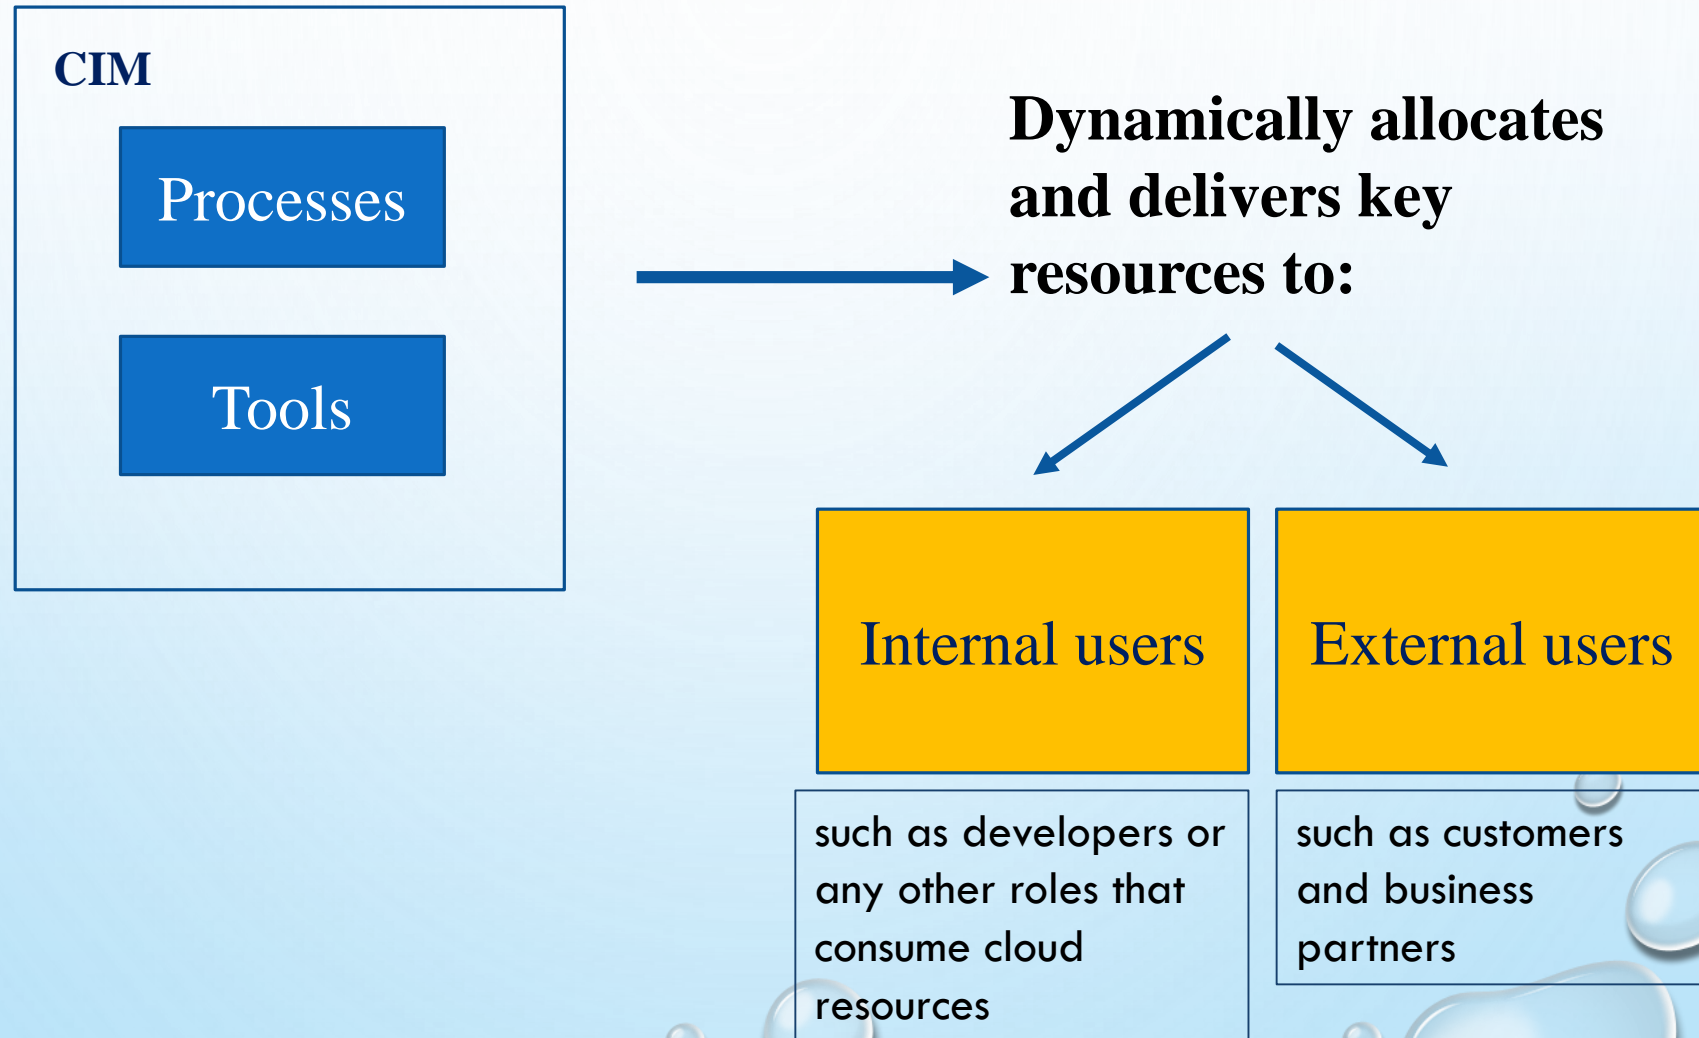 CIM
Processes
Tools
Dynamically allocates
and delivers key
resources to:
Internal users
External users
such as developers or
any other roles that
consume cloud
resources
such as customers
and business
partners